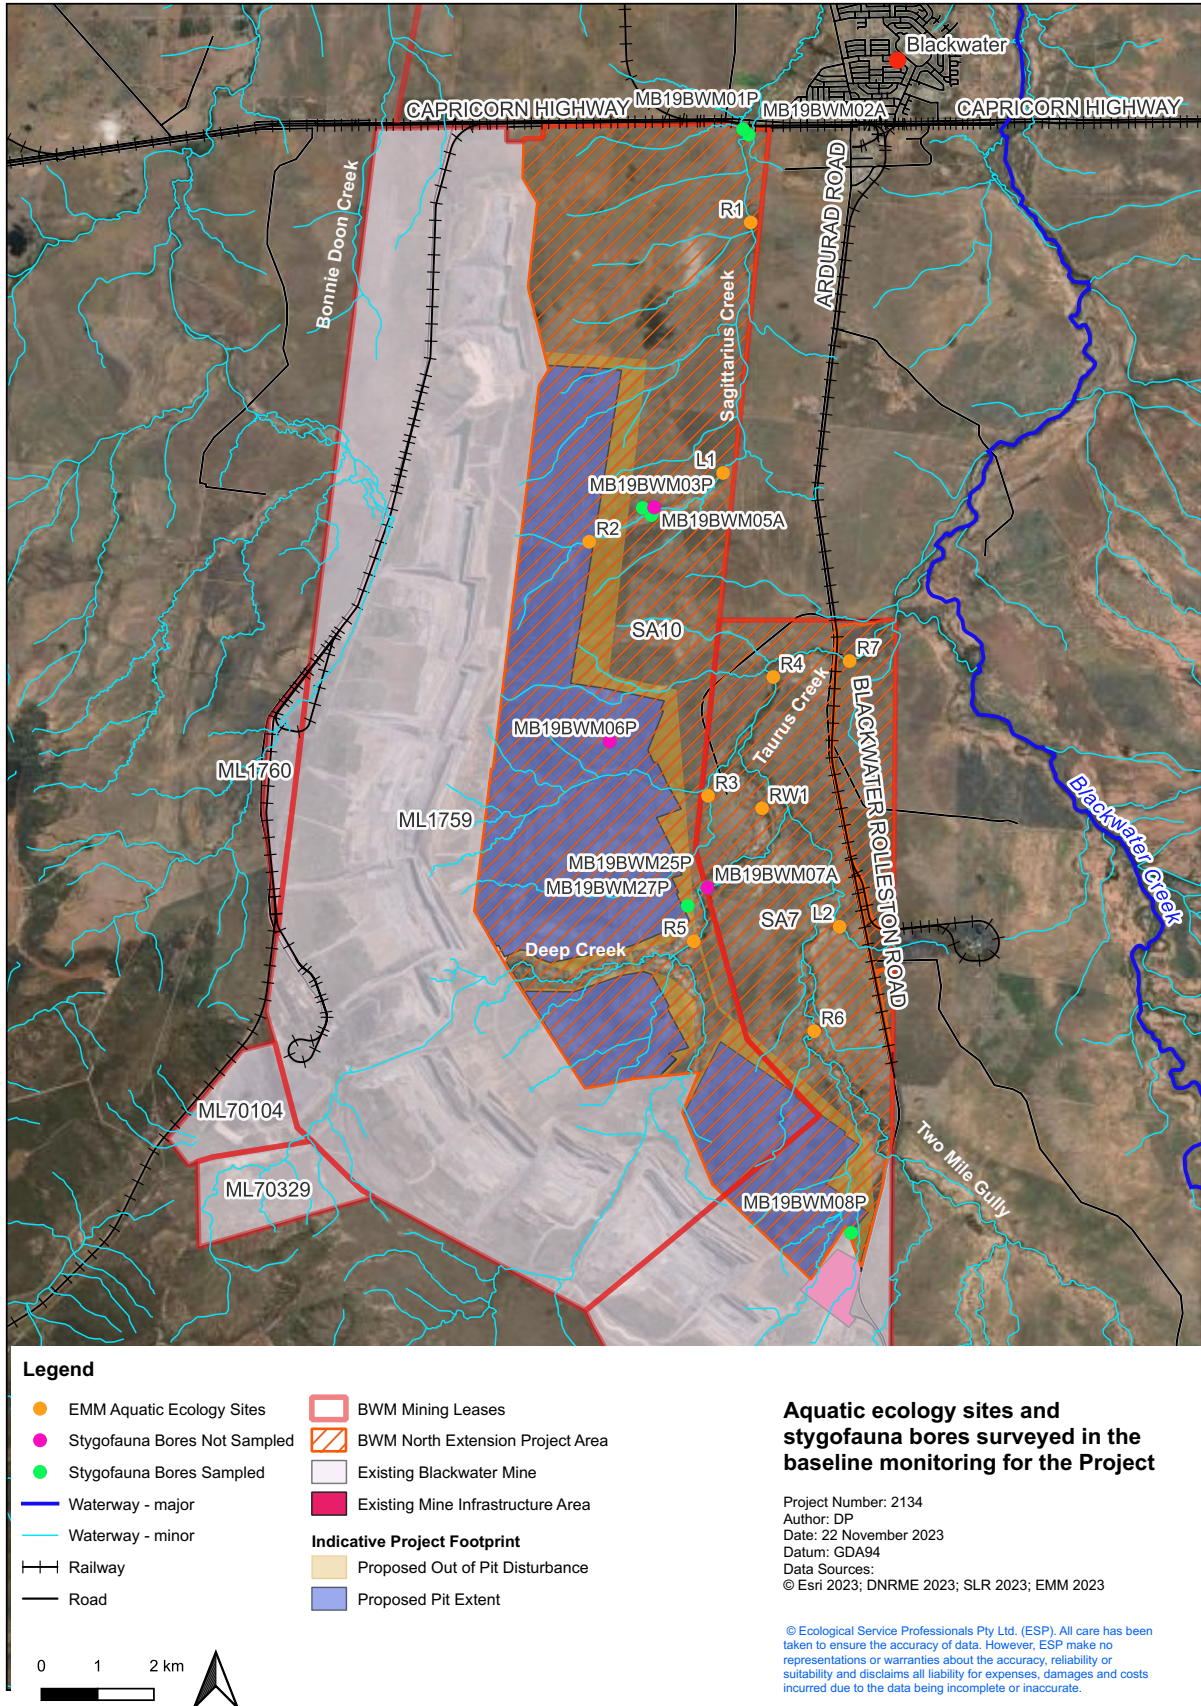 Blackwater
MB19BWM01P
MB19BWM02A
CAPRICORN HIGHWAY
CAPRICORN HIGHWAY
Bonnie Doon Creek
ARDURAD ROAD
R1
Sagittarius Creek
L1
MB19BWM03P
MB19BWM05A
R2
SA10
R4
R7
Taurus Creek
BLACKWATER ROLLESTON ROAD
MB19BWM06P
ML1760
ML1759
R3
RW1
Blackwater Creek
MB19BWM25P
MB19BWM07A
MB19BWM27P
SA7
L2
R5
Deep Creek
R6
ML70104
Two Mile Gully
ML70329
MB19BWM08P
Legend
EMM Aquatic Ecology Sites
Stygofauna Bores Not Sampled
Stygofauna Bores Sampled
Waterway - major
Waterway - minor
Railway
Road
BWM Mining Leases
BWM North Extension Project Area
Existing Blackwater Mine
Existing Mine Infrastructure Area
Indicative Project Footprint
Proposed Out of Pit Disturbance
Proposed Pit Extent
0 1 2 km
Aquatic ecology sites and
stygofauna bores surveyed in the
baseline monitoring for the Project
Project Number: 2134
Author: DP
Date: 22 November 2023
Datum: GDA94
Data Sources:
© Esri 2023; DNRME 2023; SLR 2023; EMM 2023
© Ecological Service Professionals Pty Ltd. (ESP). All care has been
taken to ensure the accuracy of data. However, ESP make no
representations or warranties about the accuracy, reliability or
suitability and disclaims all liability for expenses, damages and costs
incurred due to the data being incomplete or inaccurate.